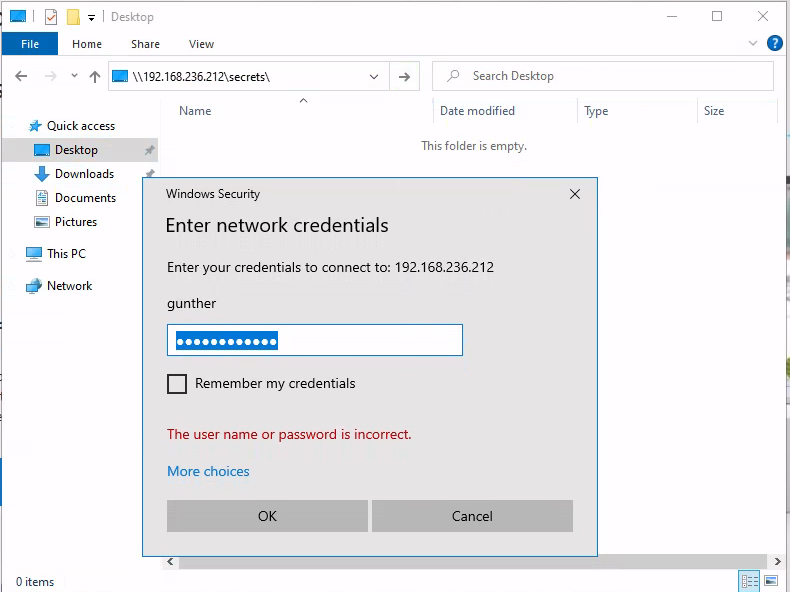 Desktop
File Home Share View
\\192.168.236.212\secrets\
Search Desktop
Name Date modified Type Size
This folder is empty.
Quick access
Desktop
Downloads
Documents
Pictures
This PC
Network
Windows Security
Enter network credentials
Enter your credentials to connect to: 192.168.236.212
gunther
●●●●●●●●●●●●
Remember my credentials
The user name or password is incorrect.
More choices
OK Cancel
0 items